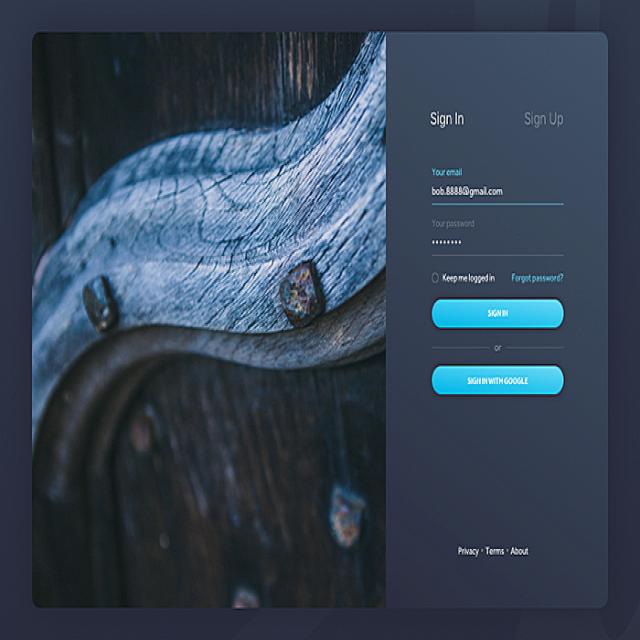 Sign In Sign Up
Your email
bob.8888@gmail.com
Your password
••••••••
Keep me logged in Forgot password?
SIGN IN
or
SIGN IN WITH GOOGLE
Privacy · Terms · About